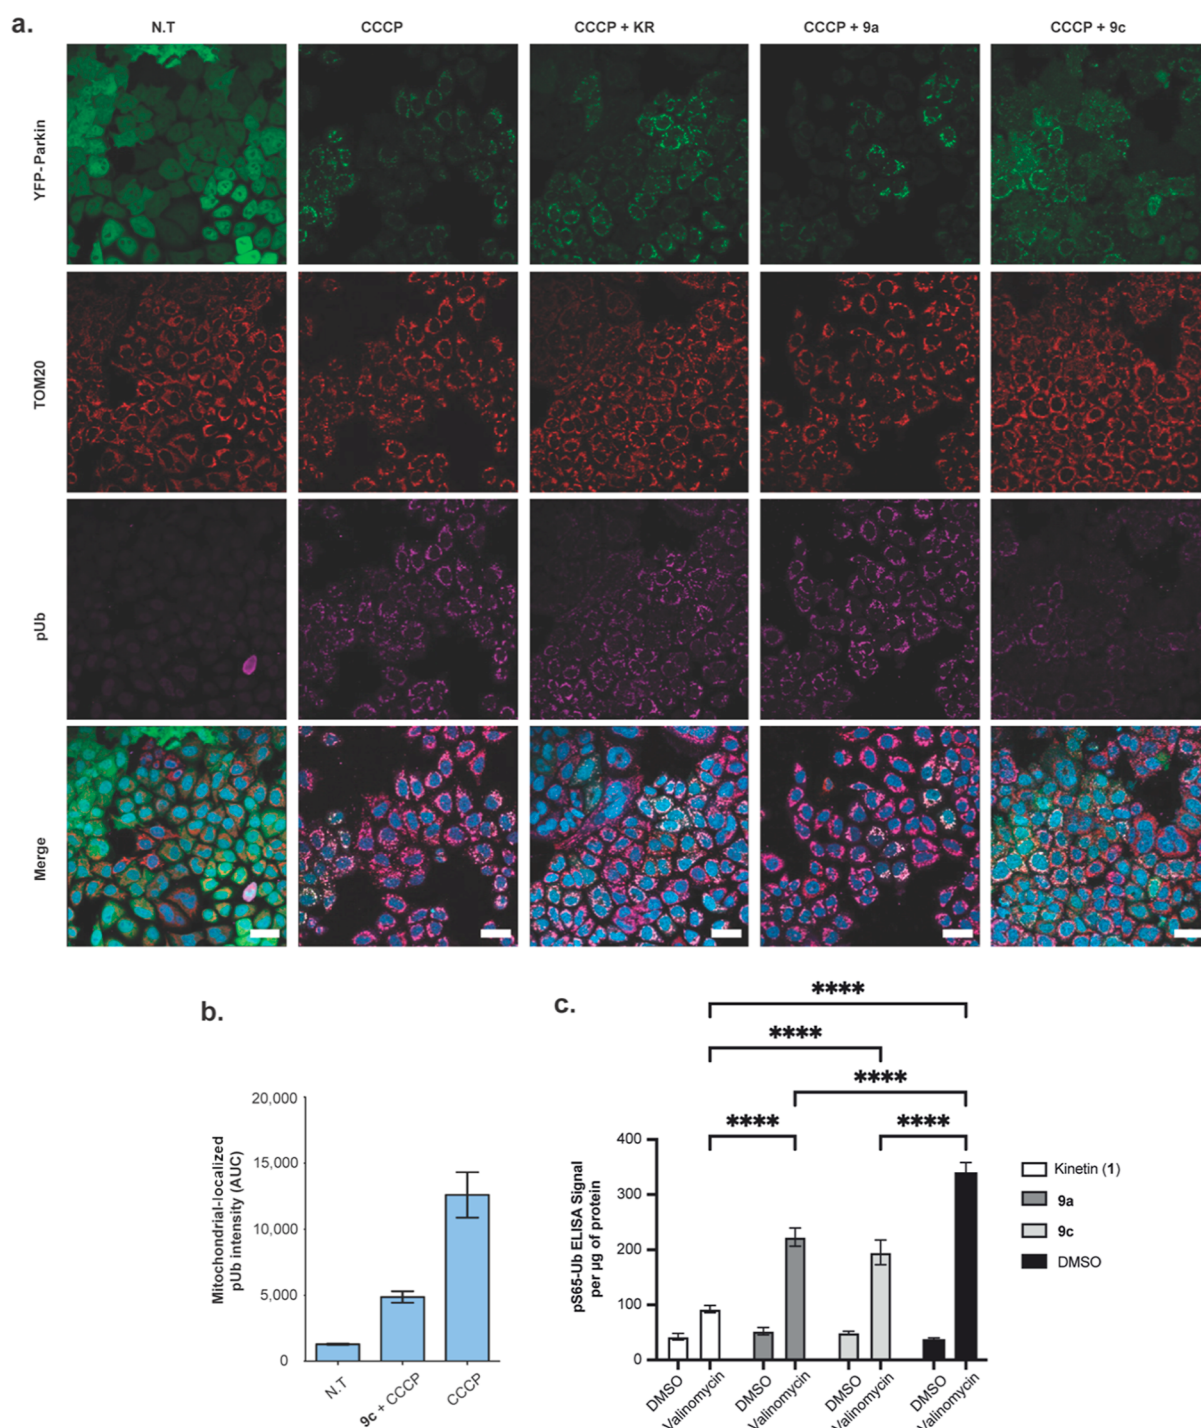 a.
N.T
CCCP
CCCP + KR
CCCP + 9a
CCCP + 9c
YFP-Parkin
TOM20
pUb
Merge
b.
Mitochondrial-localized
pUb intensity (AUC)
20,000
15,000
10,000
5,000
0
N.T
9c + CCCP
CCCP
c.
****
****
****
****
****
pS65-Ub ELISA Signal
per µg of protein
400
300
200
100
0
DMSO
Valinomycin
DMSO
Valinomycin
DMSO
Valinomycin
DMSO
Valinomycin
Kinetin (1)
9a
9c
DMSO